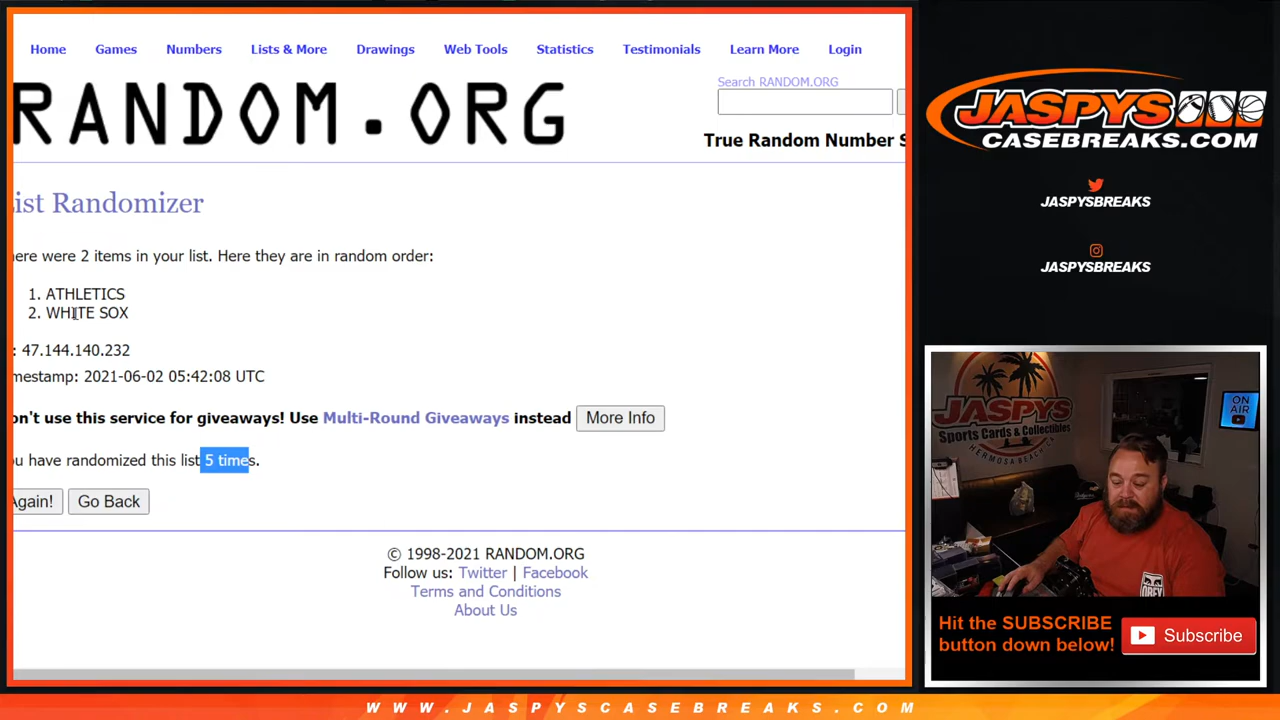 Home Games Numbers Lists & More Drawings Web Tools Statistics Testimonials Learn More Login
RANDOM.ORG
Search RANDOM.ORG
True Random Number S
ist Randomizer
ere were 2 items in your list. Here they are in random order:
1. ATHLETICS
2. WHITE SOX
: 47.144.140.232
mestamp: 2021-06-02 05:42:08 UTC
on't use this service for giveaways! Use Multi-Round Giveaways instead More Info
ou have randomized this list 5 times.
Again! Go Back
© 1998-2021 RANDOM.ORG
Follow us: Twitter | Facebook
Terms and Conditions
About Us
JASPYS
CASEBREAKS.COM
JASPYSBREAKS
JASPYSBREAKS
JASPYS
Sports Cards & Collectibles
HERMOSA BEACH
ON
AIR
OBEY
Hit the SUBSCRIBE
button down below!
Subscribe
WWW.JASPYSCASEBREAKS.COM